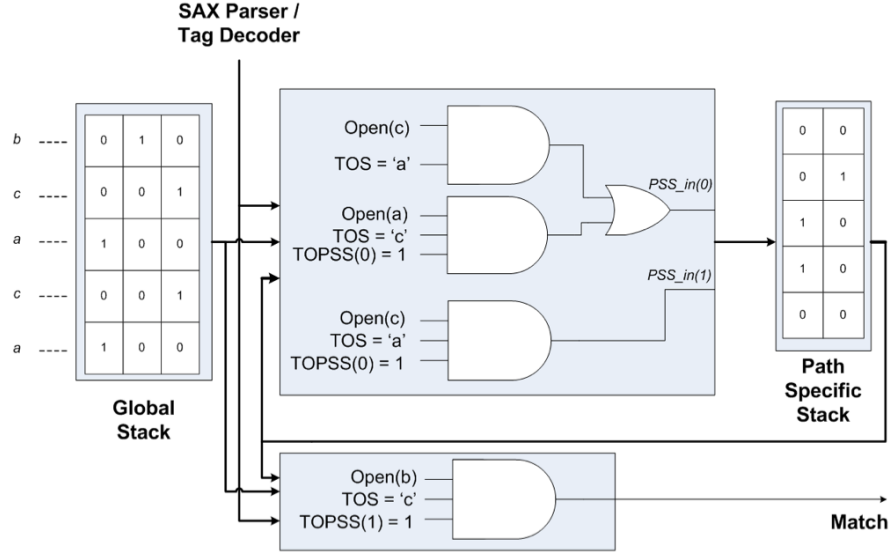 SAX Parser /
Tag Decoder
b ----
c ----
a ----
c ----
a ----
0 1 0
0 0 1
1 0 0
0 0 1
1 0 0
Global
Stack
Open(c)
TOS = ‘a’
Open(a)
TOS = ‘c’
TOPSS(0) = 1
Open(c)
TOS = ‘a’
TOPSS(0) = 1
PSS_in(0)
PSS_in(1)
0 0
0 1
1 0
1 0
0 0
Path
Specific
Stack
Open(b)
TOS = ‘c’
TOPSS(1) = 1
Match